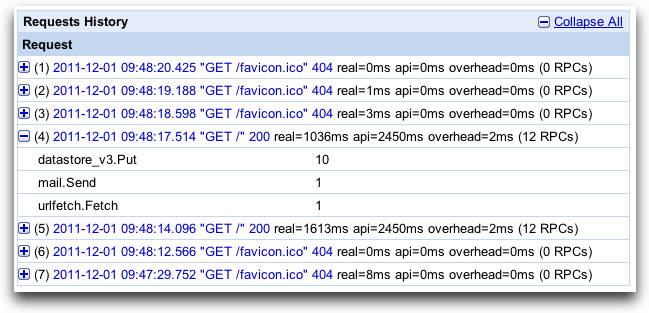 Requests History Collapse All
Request
(1) 2011-12-01 09:48:20.425 "GET /favicon.ico" 404 real=0ms api=0ms overhead=0ms (0 RPCs)
(2) 2011-12-01 09:48:19.188 "GET /favicon.ico" 404 real=1ms api=0ms overhead=0ms (0 RPCs)
(3) 2011-12-01 09:48:18.598 "GET /favicon.ico" 404 real=3ms api=0ms overhead=0ms (0 RPCs)
(4) 2011-12-01 09:48:17.514 "GET /" 200 real=1036ms api=2450ms overhead=2ms (12 RPCs)
datastore_v3.Put 10
mail.Send 1
urlfetch.Fetch 1
(5) 2011-12-01 09:48:14.096 "GET /" 200 real=1613ms api=2450ms overhead=2ms (12 RPCs)
(6) 2011-12-01 09:48:12.566 "GET /favicon.ico" 404 real=0ms api=0ms overhead=0ms (0 RPCs)
(7) 2011-12-01 09:47:29.752 "GET /favicon.ico" 404 real=8ms api=0ms overhead=0ms (0 RPCs)